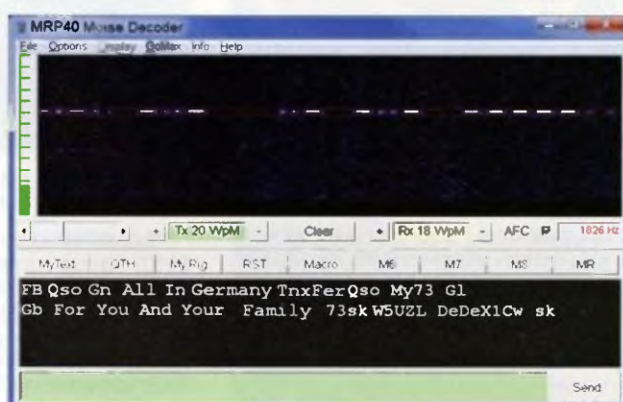 MRP40 Morse Decoder
File Options Display GoMax Info Help
+ Tx 20 WpM - Clear + Rx 18 WpM - AFC P 1826 Hz
MyText QTH My Rig RST Macro M6 M7 M8 MR
FB Qso Gn All In Germany TnxFerQso My73 Gl
Gb For You And Your Family 73sk W5UZL DeDeX1Cw sk
Send